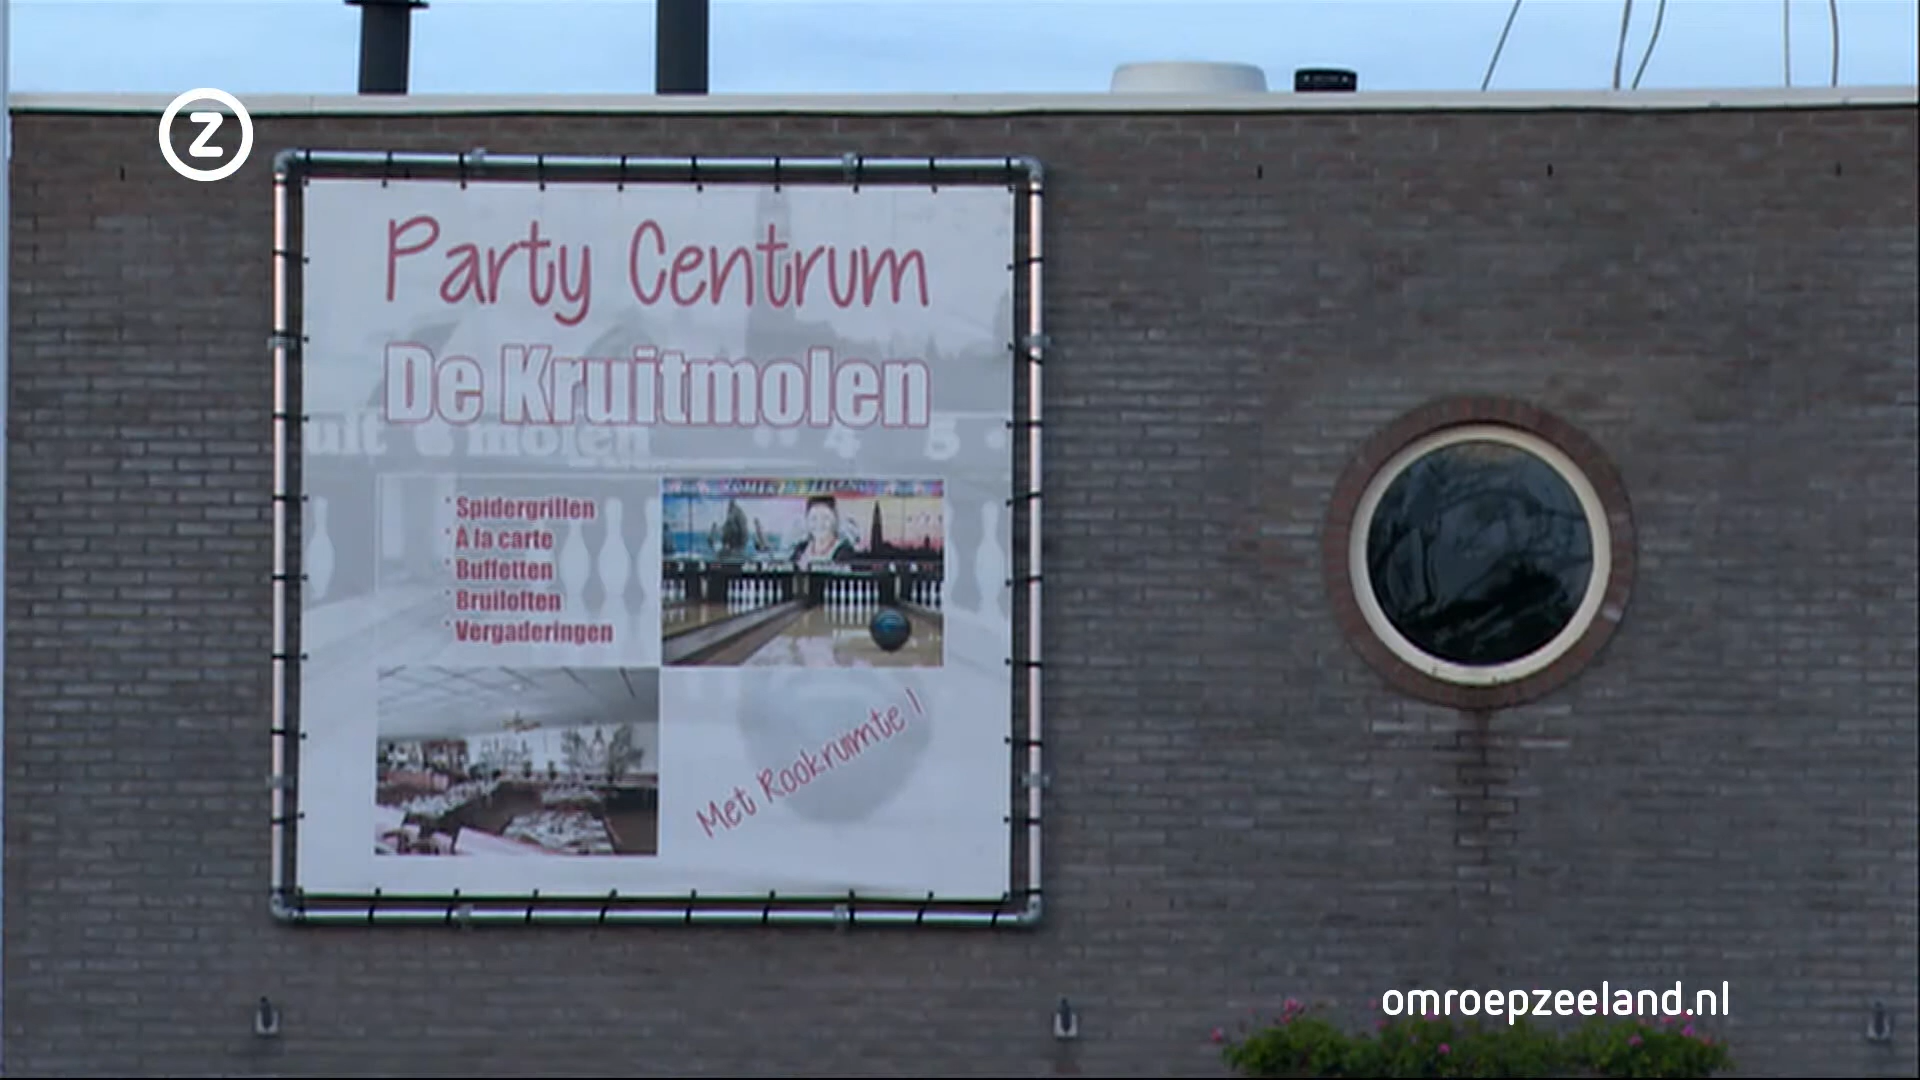 Z
Party Centrum
De Kruitmolen
* Spidergrillen
* À la carte
* Buffetten
* Bruiloften
* Vergaderingen
Met Rookruimte !
omroepzeeland.nl